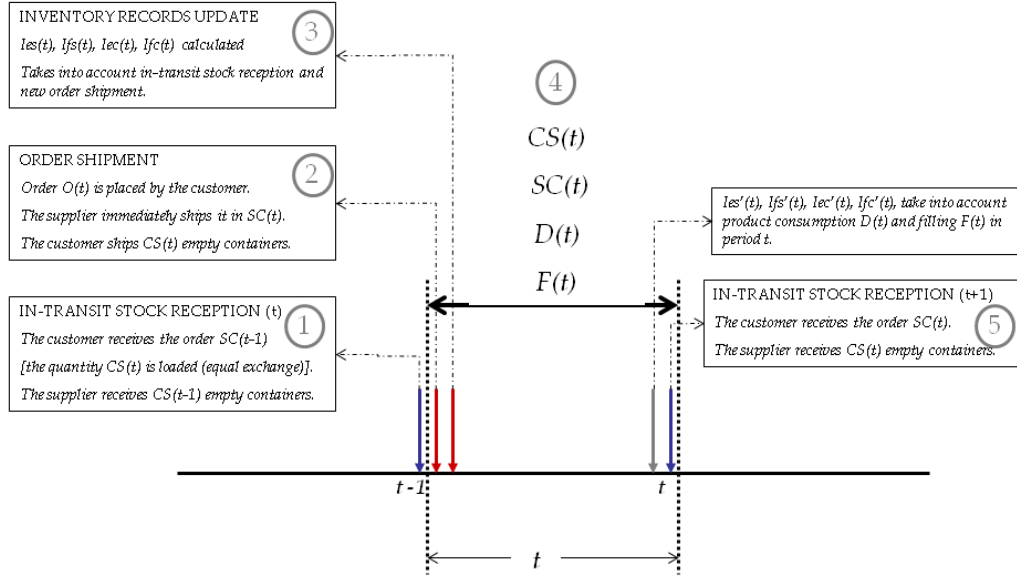 INVENTORY RECORDS UPDATE
3
Ies(t), Ifs(t), Iec(t), Ifc(t) calculated
Takes into account in-transit stock reception and
new order shipment.
4
CS(t)
SC(t)
D(t)
F(t)
ORDER SHIPMENT
2
Order O(t) is placed by the customer.
The supplier immediately ships it in SC(t).
The customer ships CS(t) empty containers.
Ies'(t), Ifs'(t), Iec'(t), Ifc'(t), take into account
product consumption D(t) and filling F(t) in
period t.
IN-TRANSIT STOCK RECEPTION (t)
1
The customer receives the order SC(t-1)
[the quantity CS(t) is loaded (equal exchange)].
The supplier receives CS(t-1) empty containers.
IN-TRANSIT STOCK RECEPTION (t+1)
The customer receives the order SC(t).
5
The supplier receives CS(t) empty containers.
t-1
t
t